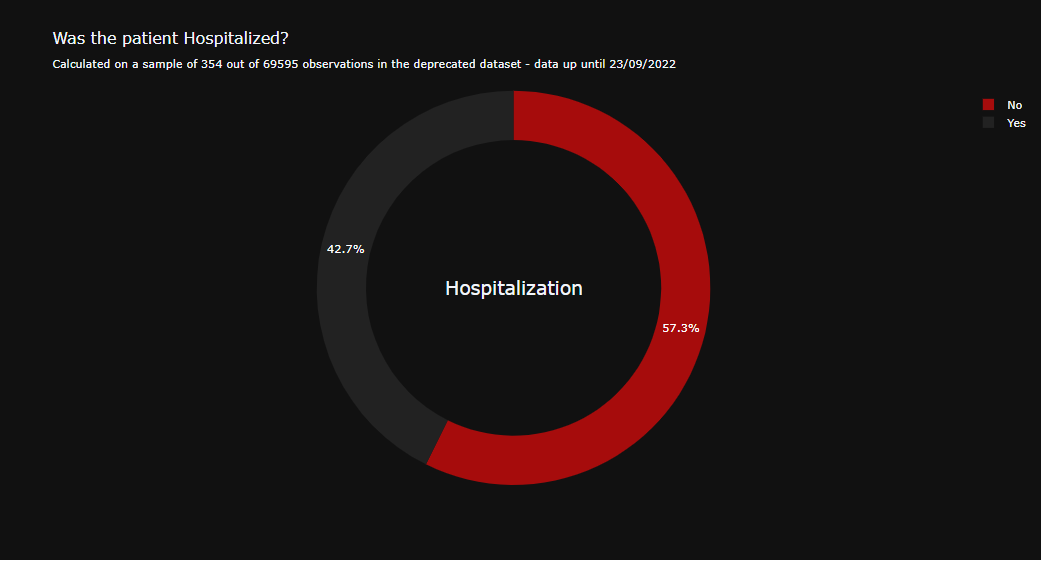 Was the patient Hospitalized?
Calculated on a sample of 354 out of 69595 observations in the deprecated dataset - data up until 23/09/2022
No
Yes
42.7%
Hospitalization
57.3%